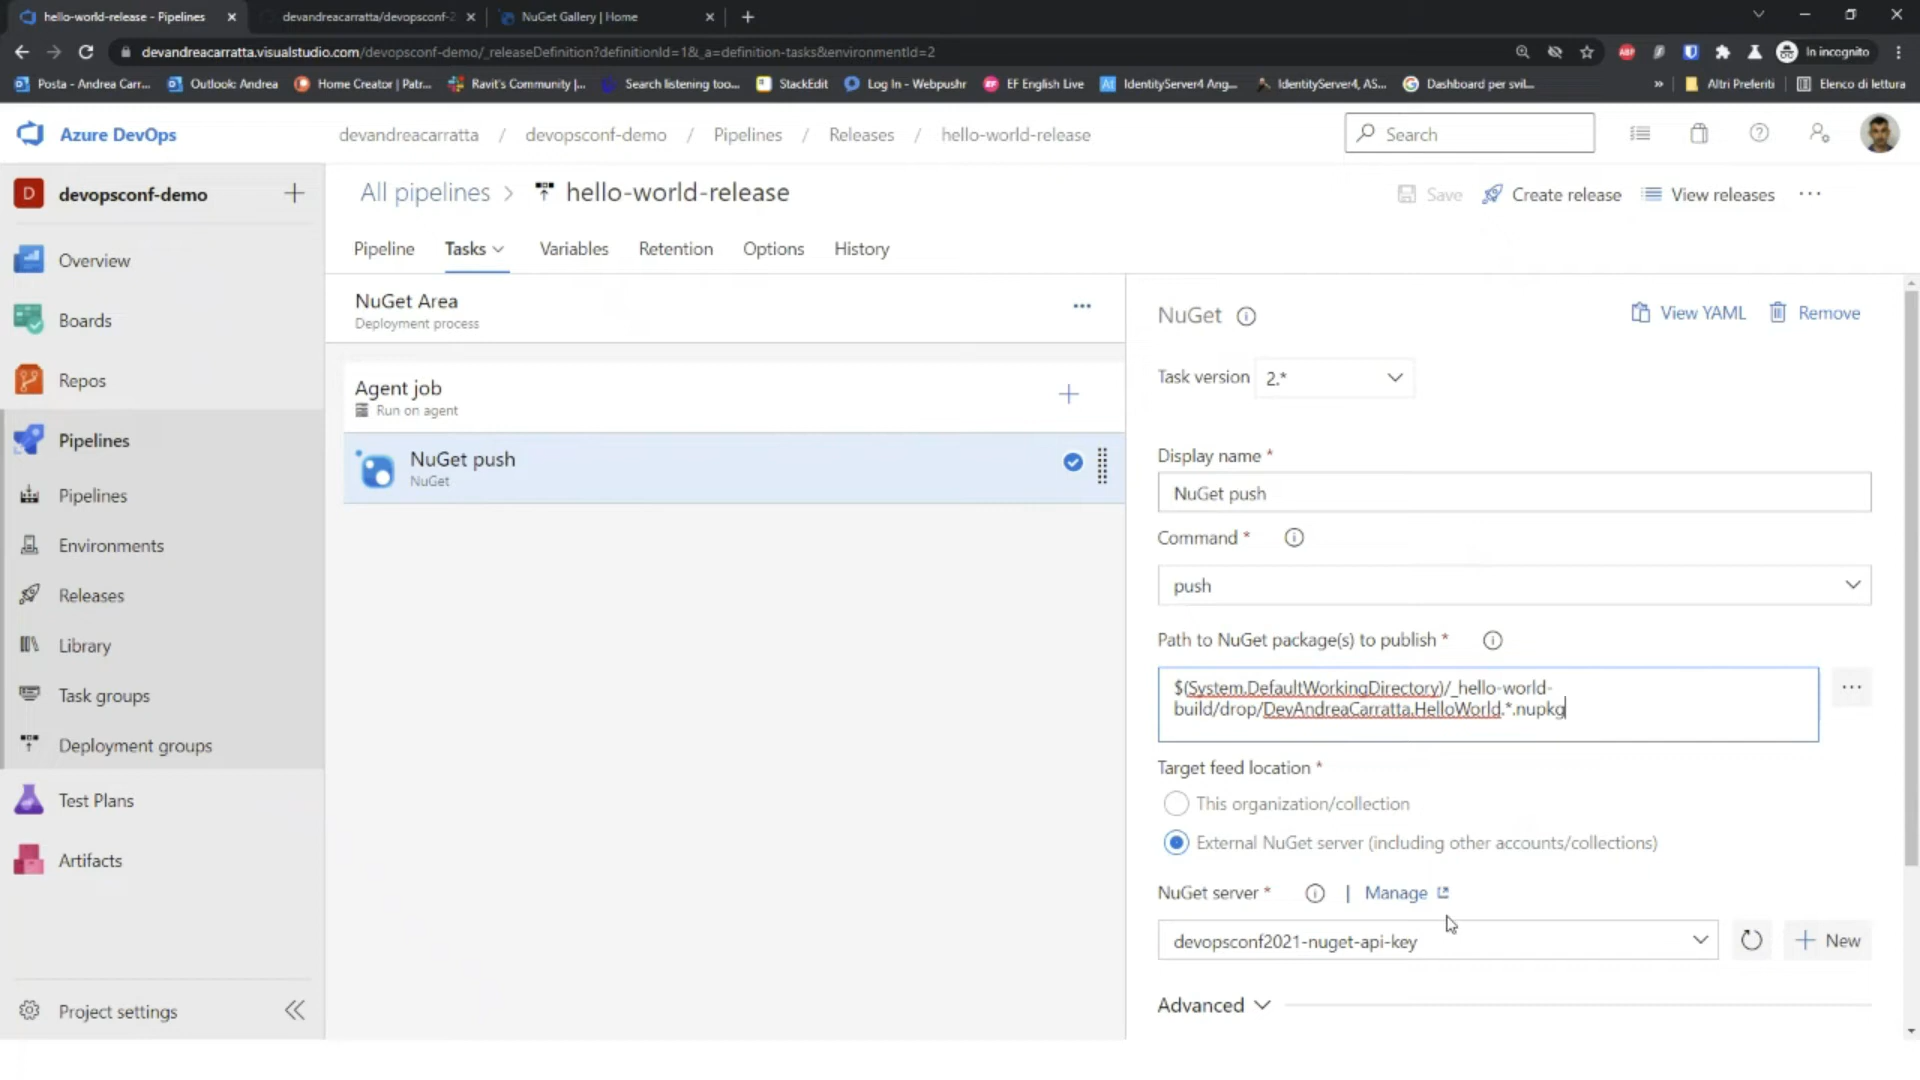 hello-world-release - Pipelines
devandreacarratta/devopsconf-2
NuGet Gallery | Home
devandreacarratta.visualstudio.com/devopsconf-demo/_releaseDefinition?definitionId=1&_a=definition-tasks&environmentId=2
ABP
In incognito
Posta - Andrea Carr...
Outlook: Andrea
Home Creator | Patr...
Ravit's Community |...
Search listening too...
StackEdit
Log In - Webpushr
EF English Live
IdentityServer4 Ang...
IdentityServer4, AS...
Dashboard per svil...
»
Altri Preferiti
Elenco di lettura
Azure DevOps
devandreacarratta / devopsconf-demo / Pipelines / Releases / hello-world-release
Search
D devopsconf-demo
All pipelines > hello-world-release
Save
Create release
View releases
Pipeline
Tasks
Variables
Retention
Options
History
Overview
Boards
Repos
Pipelines
Pipelines
Environments
Releases
Library
Task groups
Deployment groups
Test Plans
Artifacts
Project settings
NuGet Area
Deployment process
Agent job
Run on agent
NuGet push
NuGet
NuGet
View YAML
Remove
Task version 2.*
Display name *
NuGet push
Command *
push
Path to NuGet package(s) to publish *
$(System.DefaultWorkingDirectory)/_hello-world-
build/drop/DevAndreaCarratta.HelloWorld.*.nupkg
Target feed location *
This organization/collection
External NuGet server (including other accounts/collections)
NuGet server * | Manage
devopsconf2021-nuget-api-key
New
Advanced